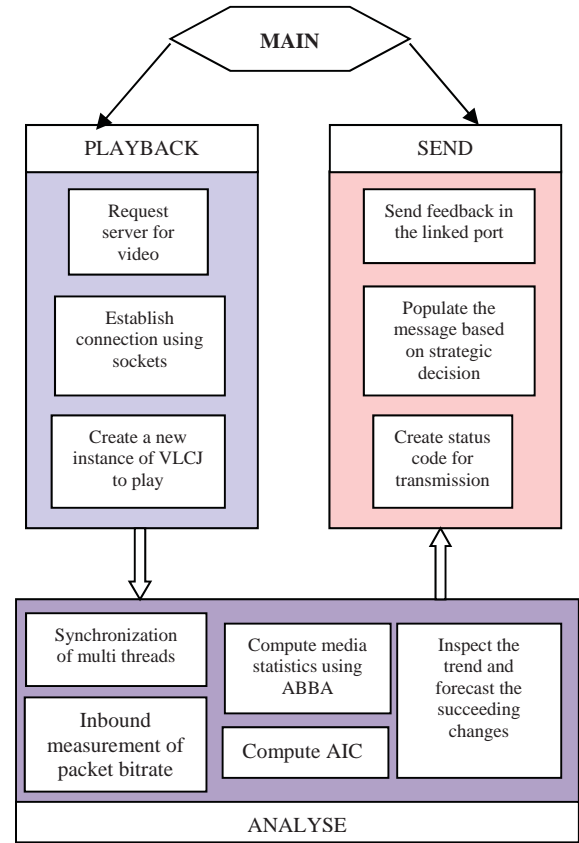 MAIN
PLAYBACK
Request
server for
video
Establish
connection using
sockets
Create a new
instance of VLCJ
to play
SEND
Send feedback in
the linked port
Populate the
message based
on strategic
decision
Create status
code for
transmission
Synchronization
of multi threads
Inbound
measurement of
packet bitrate
Compute media
statistics using
ABBA
Compute AIC
Inspect the
trend and
forecast the
succeeding
changes
ANALYSE